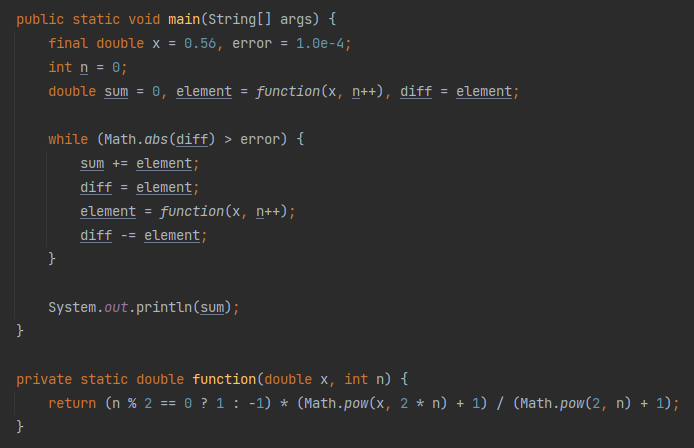 public static void main(String[] args) {
    final double x = 0.56, error = 1.0e-4;
    int n = 0;
    double sum = 0, element = function(x, n++), diff = element;
    while (Math.abs(diff) > error) {
        sum += element;
        diff = element;
        element = function(x, n++);
        diff -= element;
    }
    System.out.println(sum);
}
private static double function(double x, int n) {
    return (n % 2 == 0 ? 1 : -1) * (Math.pow(x, 2 * n) + 1) / (Math.pow(2, n) + 1);
}